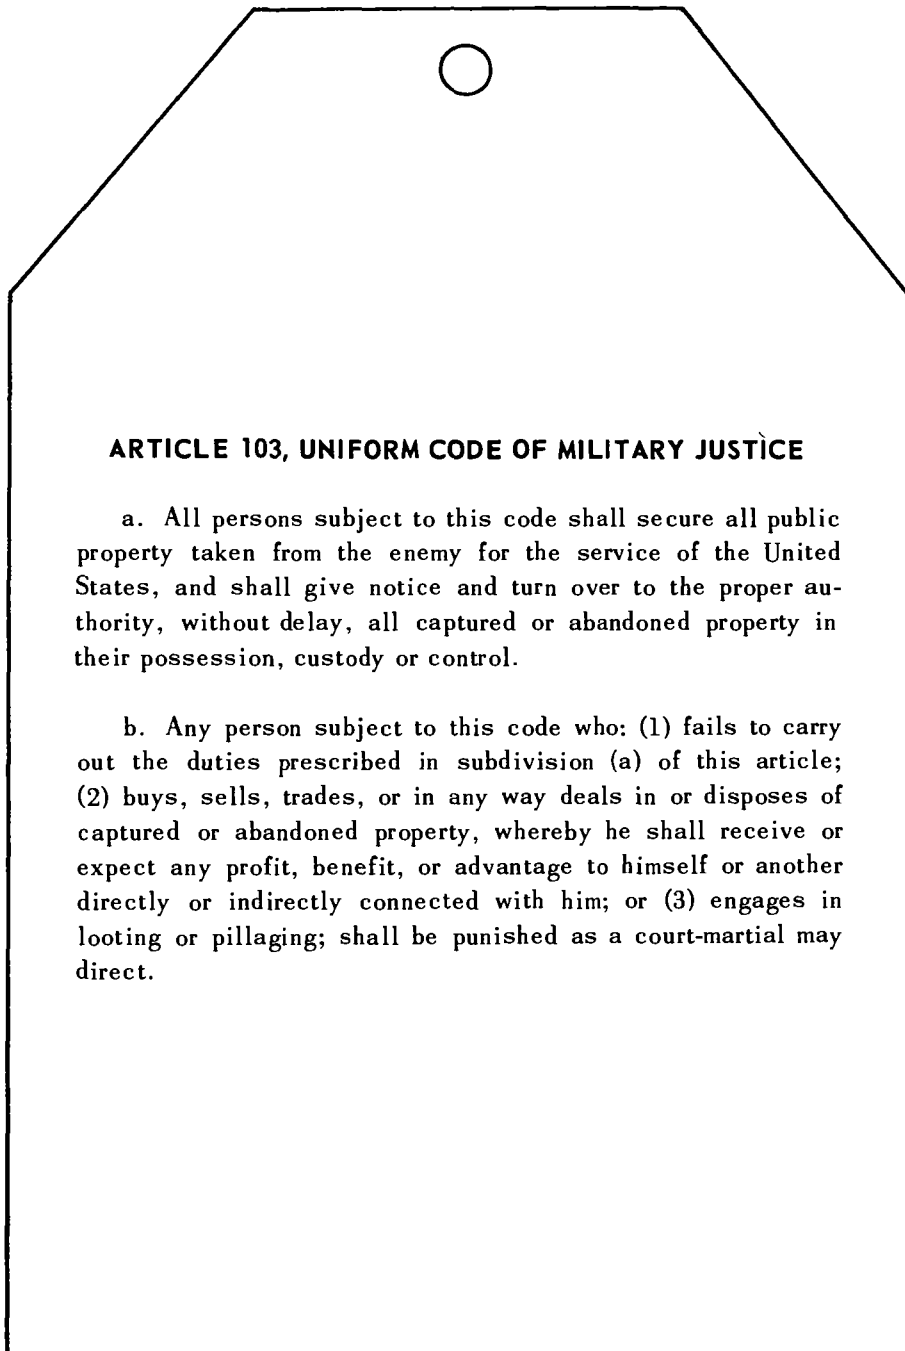 ARTICLE 103, UNIFORM CODE OF MILITARY JUSTICE
a. All persons subject to this code shall secure all public
property taken from the enemy for the service of the United
States, and shall give notice and turn over to the proper au-
thority, without delay, all captured or abandoned property in
their possession, custody or control.
b. Any person subject to this code who: (1) fails to carry
out the duties prescribed in subdivision (a) of this article;
(2) buys, sells, trades, or in any way deals in or disposes of
captured or abandoned property, whereby he shall receive or
expect any profit, benefit, or advantage to himself or another
directly or indirectly connected with him; or (3) engages in
looting or pillaging; shall be punished as a court-martial may
direct.